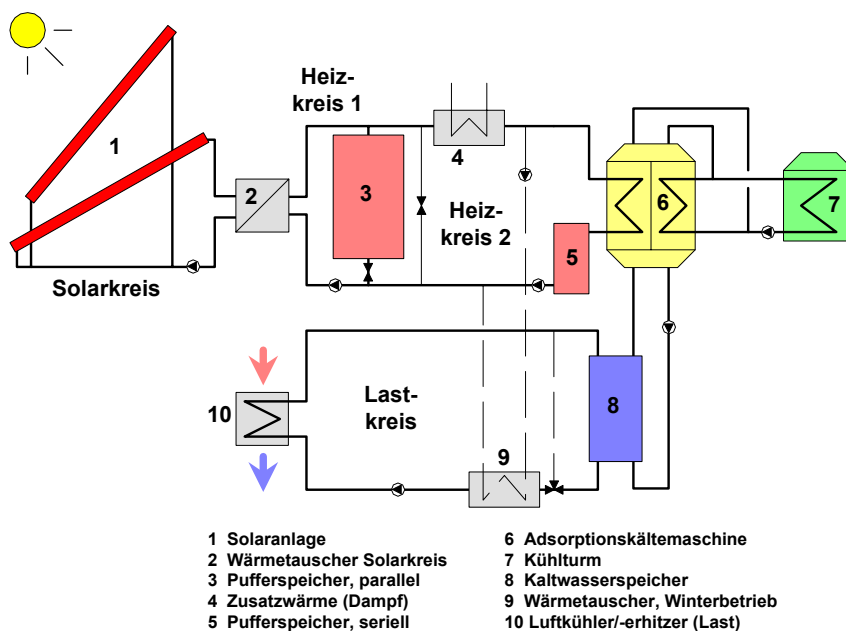 Heiz-
kreis 1
1
2
3
4
Heiz-
kreis 2
5
6
7
Solarkreis
Last-
kreis
8
9
10
1 Solaranlage
2 Wärmetauscher Solarkreis
3 Pufferspeicher, parallel
4 Zusatzwärme (Dampf)
5 Pufferspeicher, seriell
6 Adsorptionskältemaschine
7 Kühlturm
8 Kaltwasserspeicher
9 Wärmetauscher, Winterbetrieb
10 Luftkühler/-erhitzer (Last)